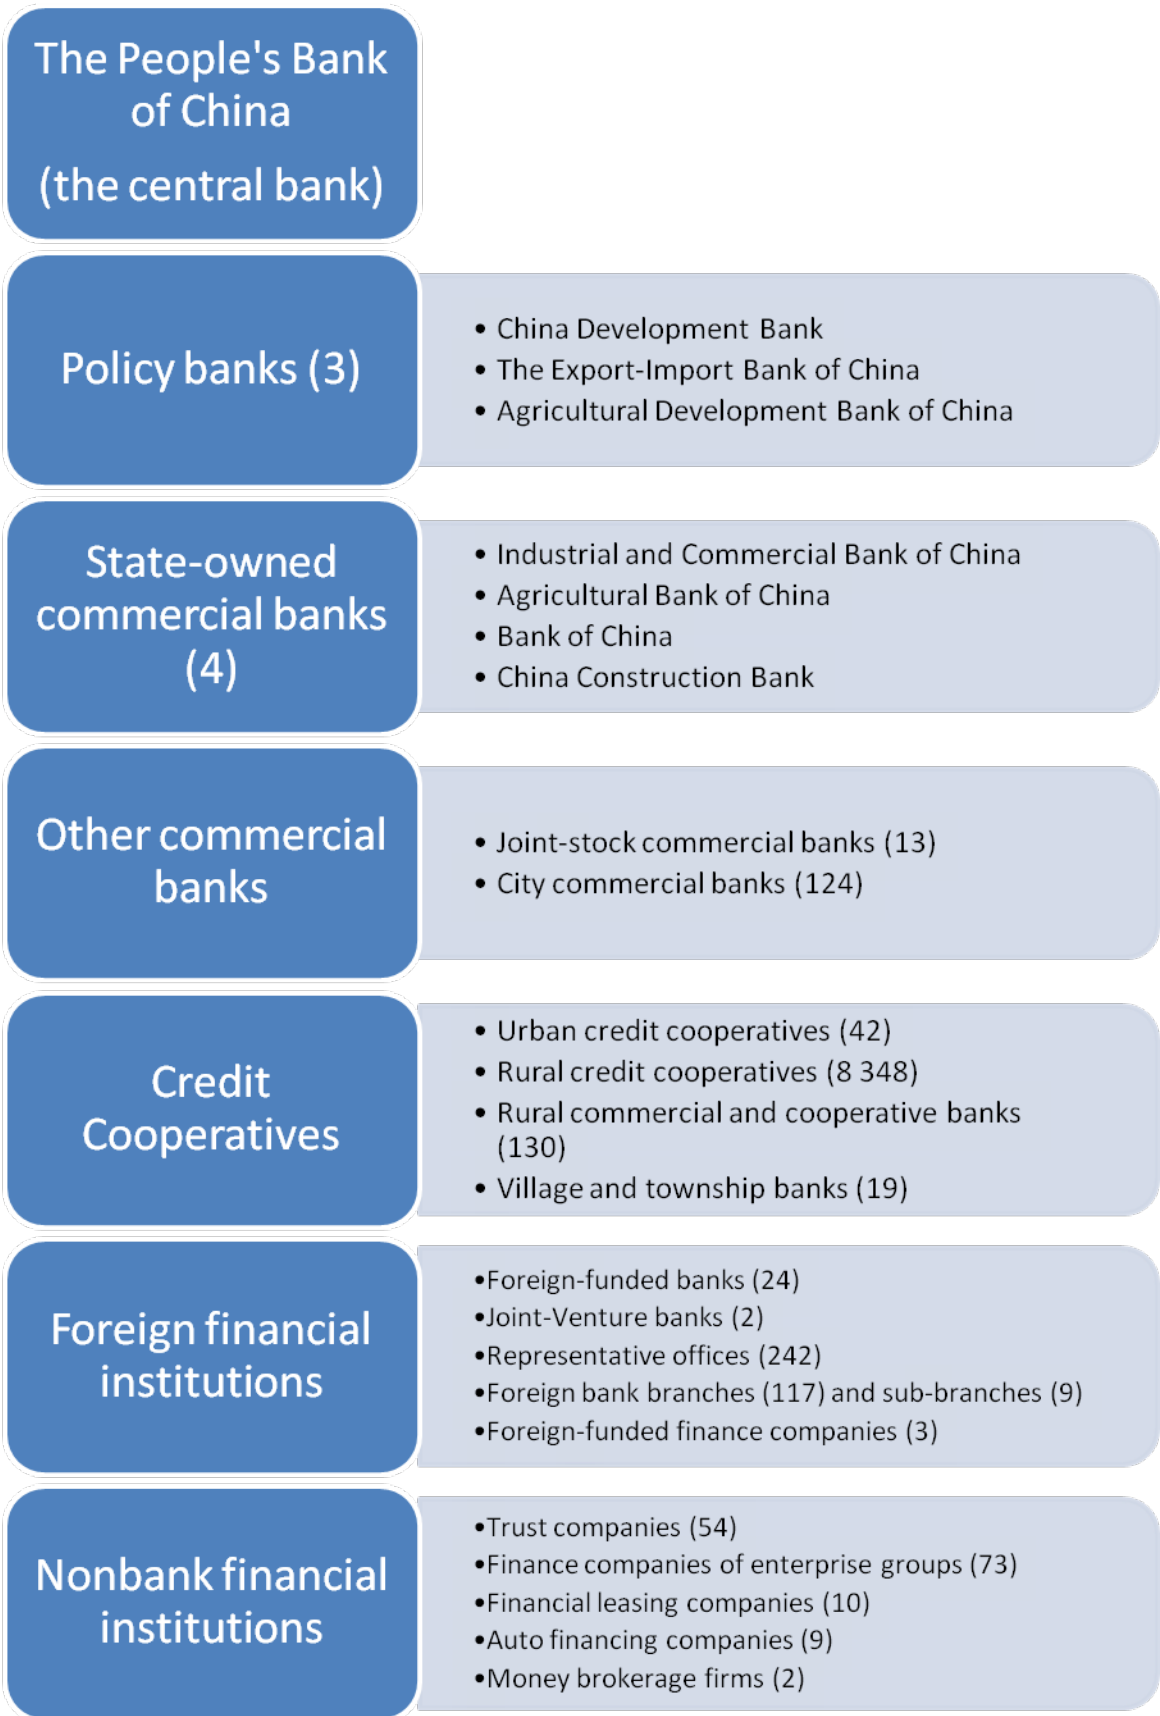 The People's Bank
of China
(the central bank)
Policy banks (3)
• China Development Bank
• The Export-Import Bank of China
• Agricultural Development Bank of China
State-owned
commercial banks
(4)
• Industrial and Commercial Bank of China
• Agricultural Bank of China
• Bank of China
• China Construction Bank
Other commercial
banks
• Joint-stock commercial banks (13)
• City commercial banks (124)
Credit
Cooperatives
• Urban credit cooperatives (42)
• Rural credit cooperatives (8 348)
• Rural commercial and cooperative banks
(130)
• Village and township banks (19)
Foreign financial
institutions
•Foreign-funded banks (24)
•Joint-Venture banks (2)
•Representative offices (242)
•Foreign bank branches (117) and sub-branches (9)
•Foreign-funded finance companies (3)
Nonbank financial
institutions
•Trust companies (54)
•Finance companies of enterprise groups (73)
•Financial leasing companies (10)
•Auto financing companies (9)
•Money brokerage firms (2)